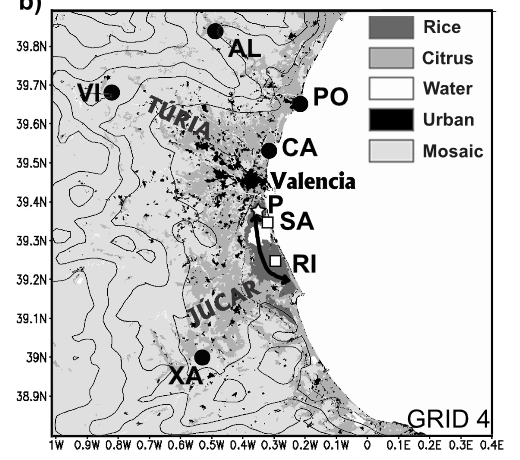 b)
Rice
Citrus
Water
Urban
Mosaic
39.8N
39.7N
39.6N
39.5N
39.4N
39.3N
39.2N
39.1N
39N
38.9N
AL
VI
PO
TURIA
CA
Valencia
P
SA
RI
JÚCAR
XA
GRID 4
1W 0.9W 0.8W 0.7W 0.6W 0.5W 0.4W 0.3W 0.2W 0.1W 0 0.1E 0.2E 0.3E 0.4E